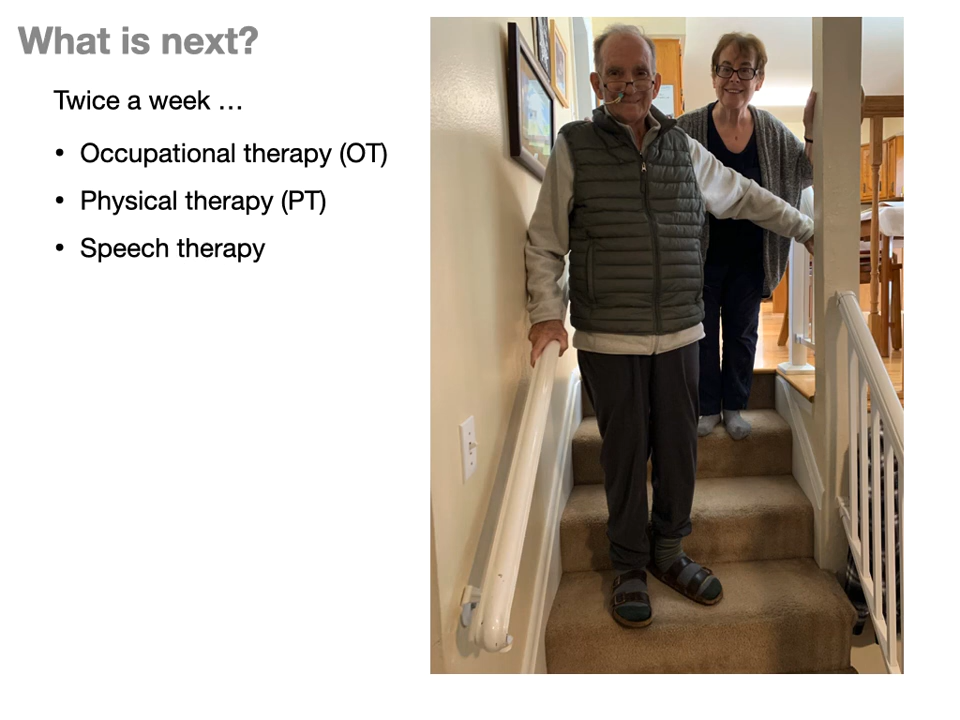 What is next?
Twice a week …
• Occupational therapy (OT)
• Physical therapy (PT)
• Speech therapy